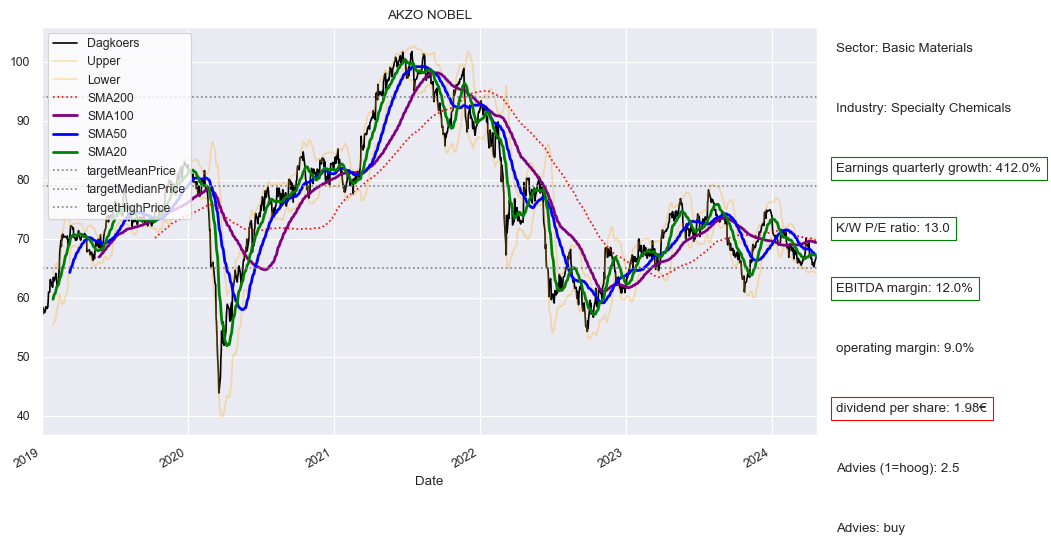 AKZO NOBEL
Dagkoers
Upper
Lower
SMA200
SMA100
SMA50
SMA20
targetMeanPrice
targetMedianPrice
targetHighPrice
100
90
80
70
60
50
40
2019
2020
2021
2022
2023
2024
Date
Sector: Basic Materials
Industry: Specialty Chemicals
Earnings quarterly growth: 412.0%
K/W P/E ratio: 13.0
EBITDA margin: 12.0%
operating margin: 9.0%
dividend per share: 1.98€
Advies (1=hoog): 2.5
Advies: buy